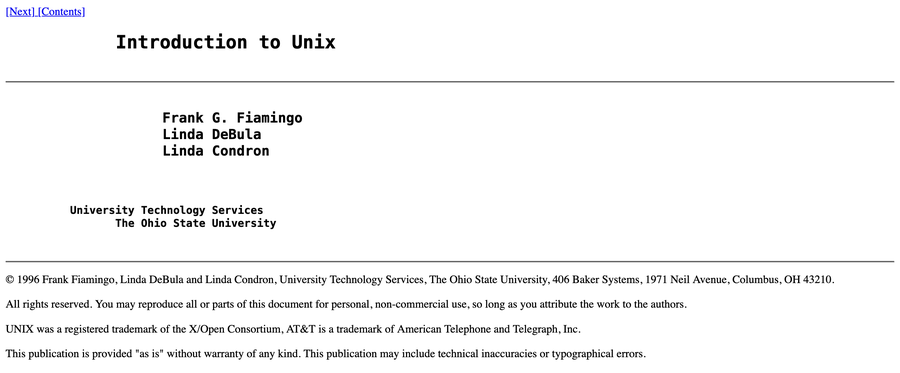 [Next] [Contents]
Introduction to Unix
Frank G. Fiamingo
Linda DeBula
Linda Condron
University Technology Services
The Ohio State University
© 1996 Frank Fiamingo, Linda DeBula and Linda Condron, University Technology Services, The Ohio State University, 406 Baker Systems, 1971 Neil Avenue, Columbus, OH 43210.
All rights reserved. You may reproduce all or parts of this document for personal, non-commercial use, so long as you attribute the work to the authors.
UNIX was a registered trademark of the X/Open Consortium, AT&T is a trademark of American Telephone and Telegraph, Inc.
This publication is provided "as is" without warranty of any kind. This publication may include technical inaccuracies or typographical errors.